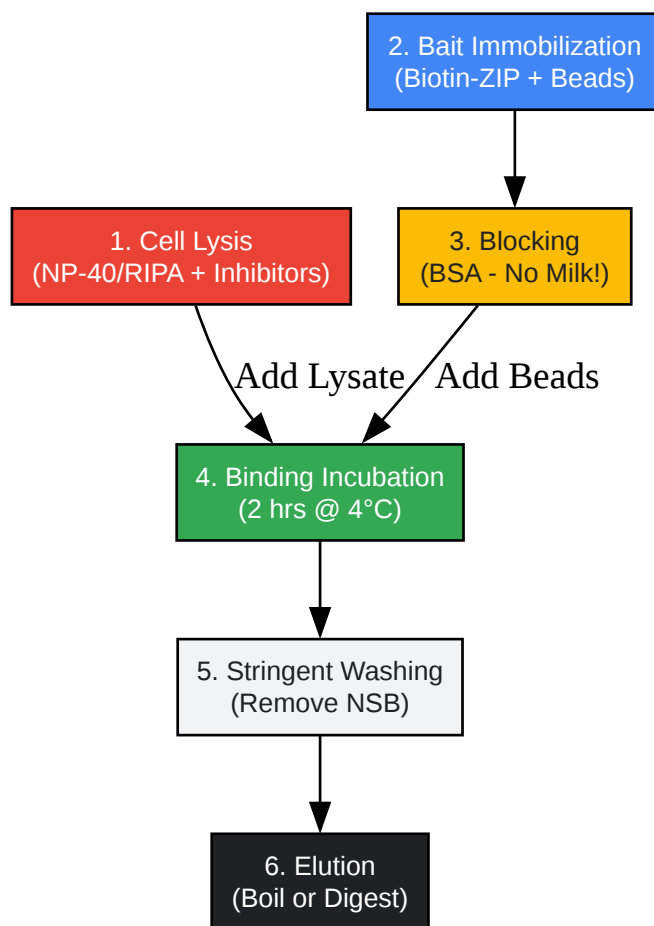 2. Bait Immobilization
(Biotin-ZIP + Beads)
1. Cell Lysis
(NP-40/RIPA + Inhibitors)
3. Blocking
(BSA - No Milk!)
Add Lysate
Add Beads
4. Binding Incubation
(2 hrs @ 4°C)
5. Stringent Washing
(Remove NSB)
6. Elution
(Boil or Digest)